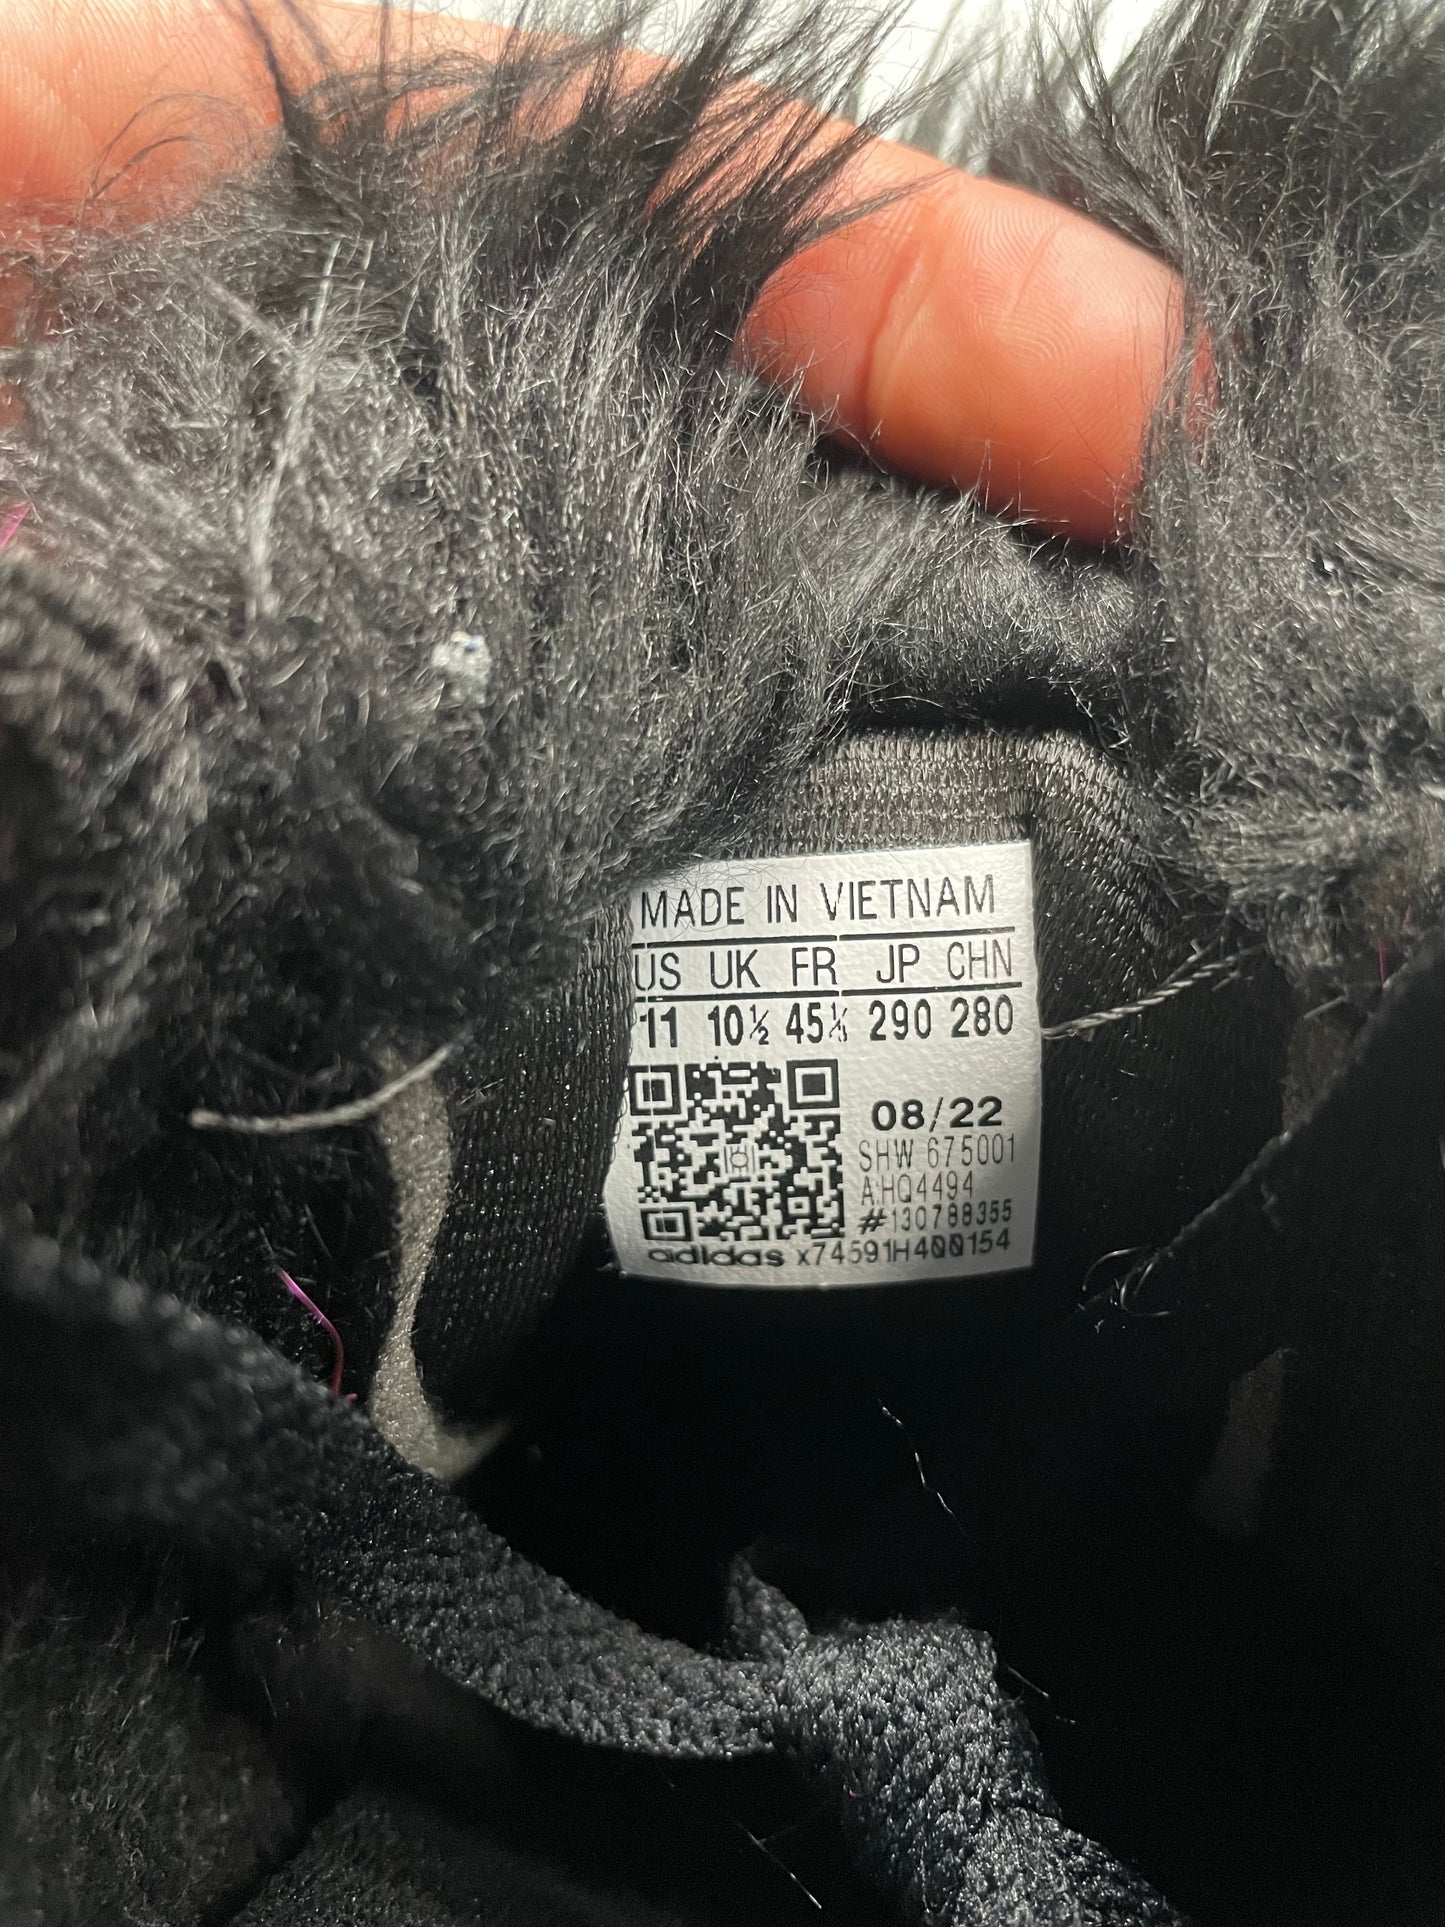 MADE IN VIETNAM
US UK FR JP CHN
11 10½ 45⅓ 290 280
08/22
SHW 675001
A:HQ4494
#130788355
adidas x74591H400154